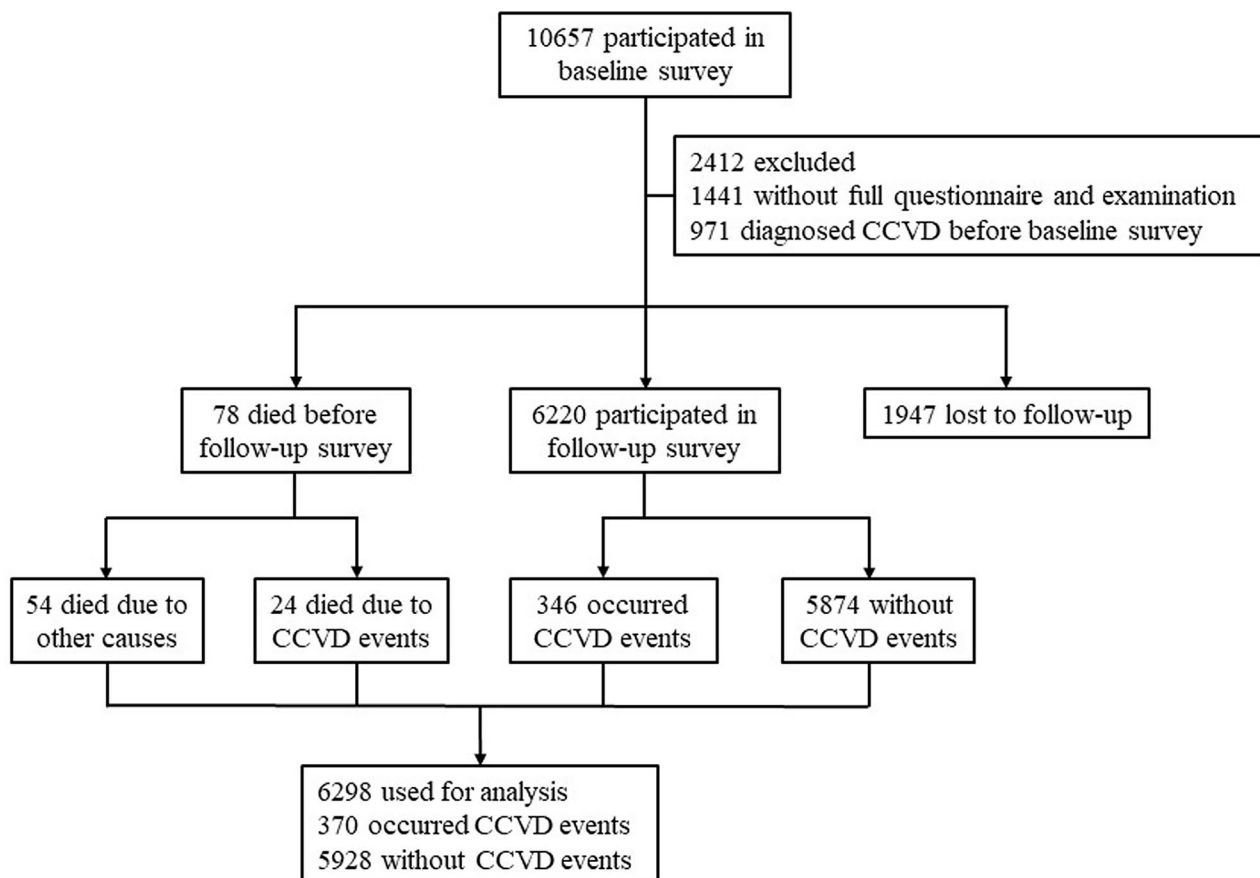 10657 participated in
baseline survey
2412 excluded
1441 without full questionnaire and examination
971 diagnosed CCVD before baseline survey
78 died before
follow-up survey
6220 participated in
follow-up survey
1947 lost to follow-up
54 died due to
other causes
24 died due to
CCVD events
346 occurred
CCVD events
5874 without
CCVD events
6298 used for analysis
370 occurred CCVD events
5928 without CCVD events